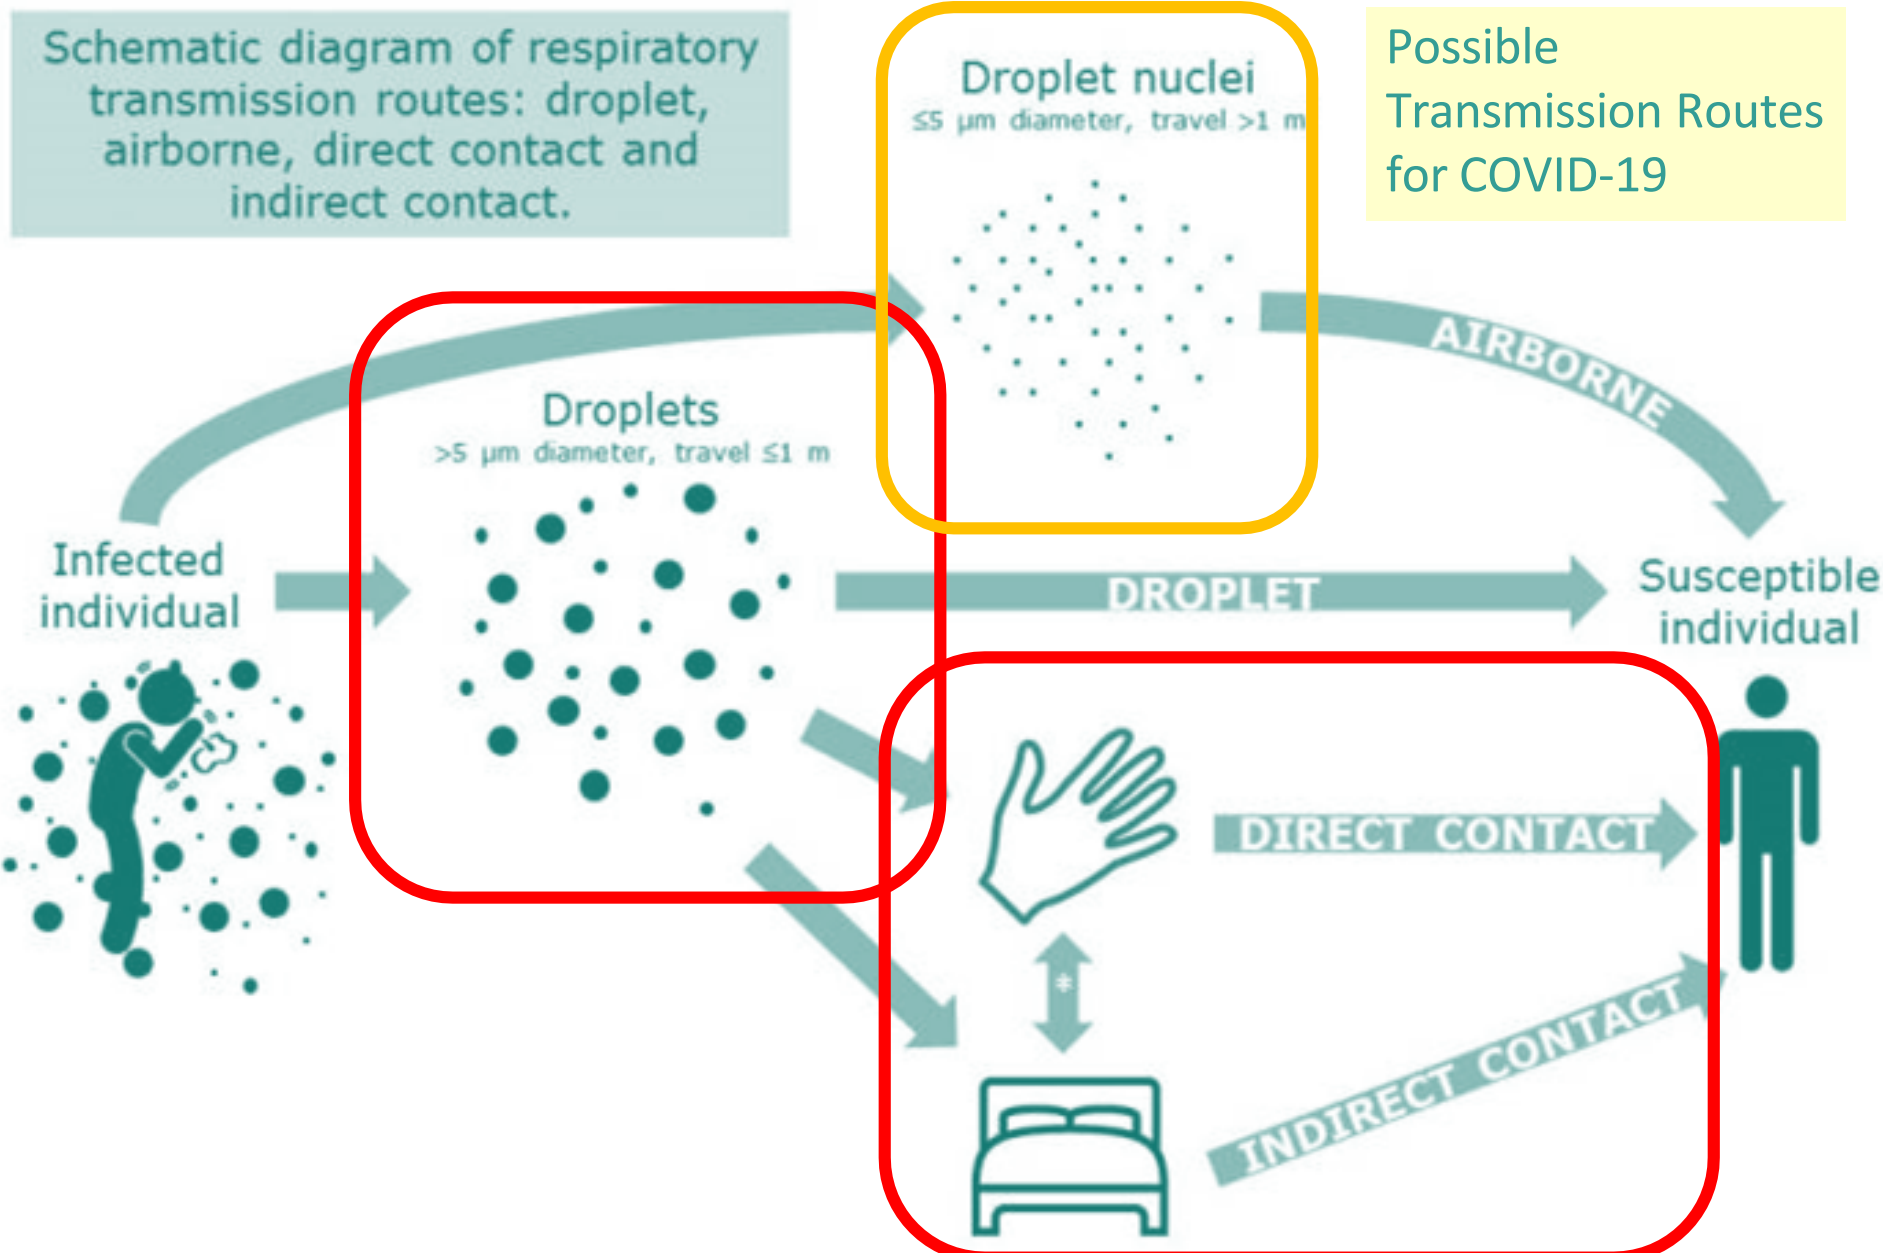 Schematic diagram of respiratory
transmission routes: droplet,
airborne, direct contact and
indirect contact.
Droplet nuclei
≤5 µm diameter, travel >1 m
Possible
Transmission Routes
for COVID-19
AIRBORNE
Droplets
>5 µm diameter, travel ≤1 m
Infected
individual
DROPLET
Susceptible
individual
DIRECT CONTACT
*
INDIRECT CONTACT